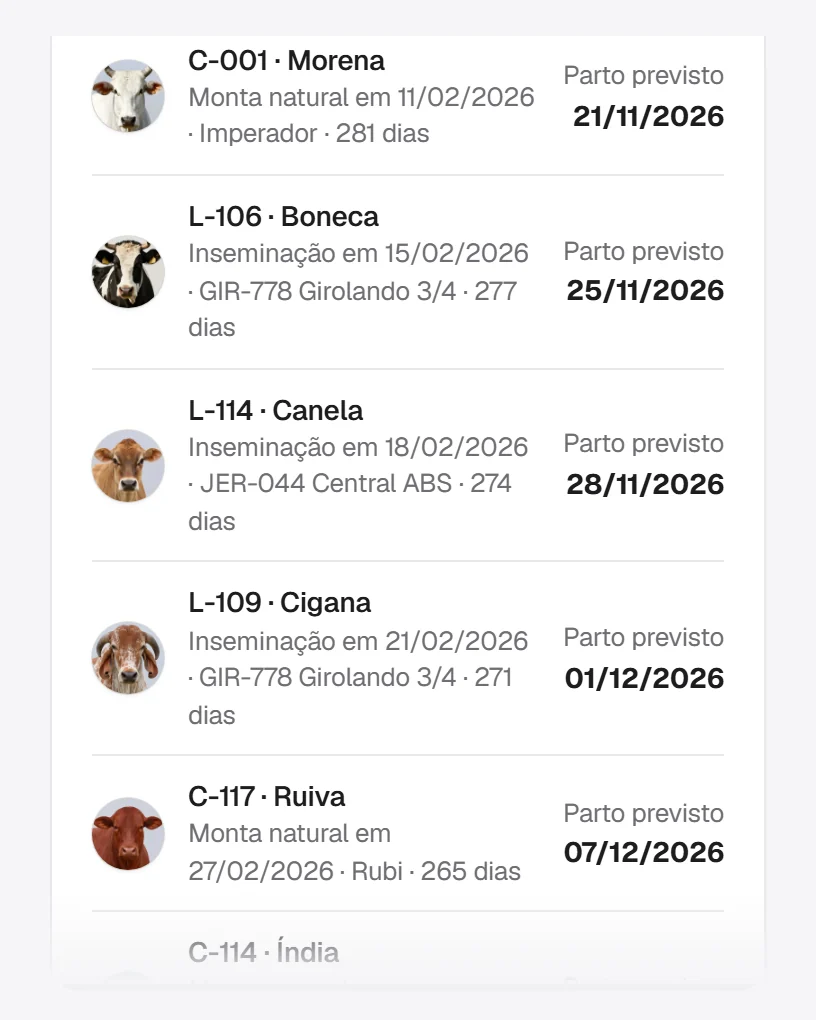 C-001 · Morena
Monta natural em 11/02/2026
· Imperador · 281 dias
Parto previsto
21/11/2026
L-106 · Boneca
Inseminação em 15/02/2026
· GIR-778 Girolando 3/4 · 277
dias
Parto previsto
25/11/2026
L-114 · Canela
Inseminação em 18/02/2026
· JER-044 Central ABS · 274
dias
Parto previsto
28/11/2026
L-109 · Cigana
Inseminação em 21/02/2026
· GIR-778 Girolando 3/4 · 271
dias
Parto previsto
01/12/2026
C-117 · Ruiva
Monta natural em
27/02/2026 · Rubi · 265 dias
Parto previsto
07/12/2026
C-114 · Índia